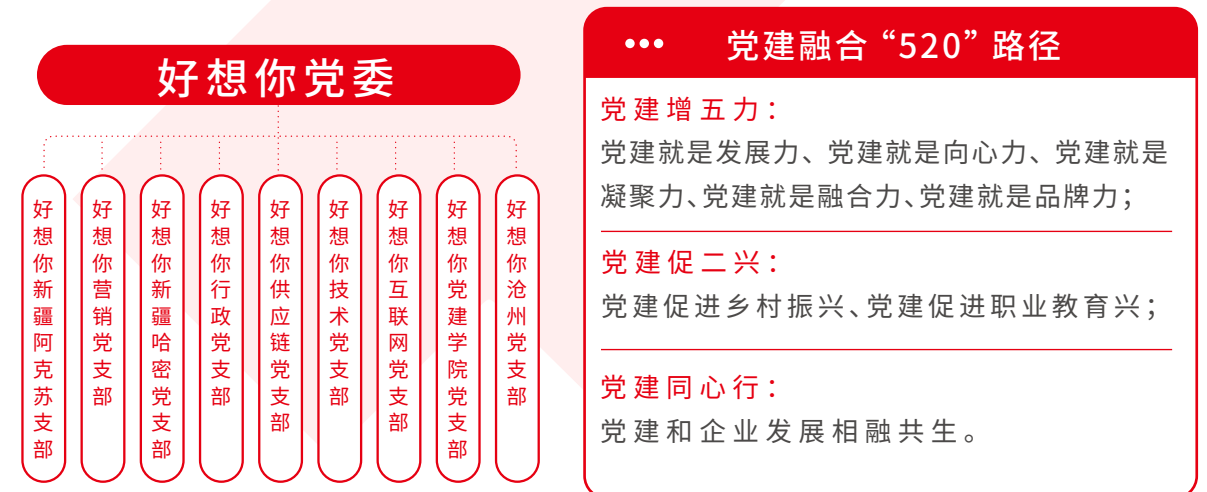 好想你党委
好想你新疆阿克苏支部
好想你营销党支部
好想你新疆哈密党支部
好想你行政党支部
好想你供应链党支部
好想你技术党支部
好想你互联网党支部
好想你党建学院党支部
好想你沧州党支部
党建融合“520”路径
党建增五力：
党建就是发展力、党建就是向心力、党建就是
凝聚力、党建就是融合力、党建就是品牌力；
党建促二兴：
党建促进乡村振兴、党建促进职业教育兴；
党建同心行：
党建和企业发展相融共生。